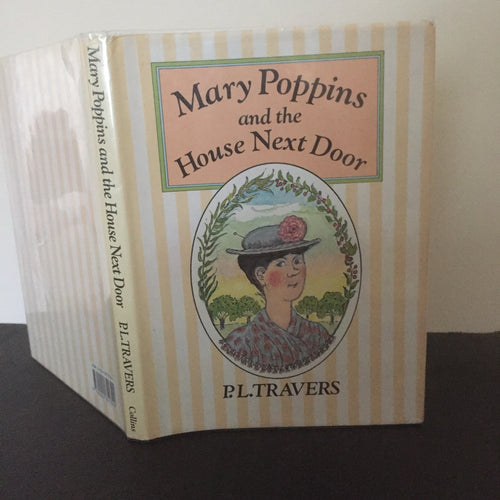 Mary Poppins and the House Next Door P.L.TRAVERS Collins
Mary Poppins
and the
House Next Door
P.L.TRAVERS